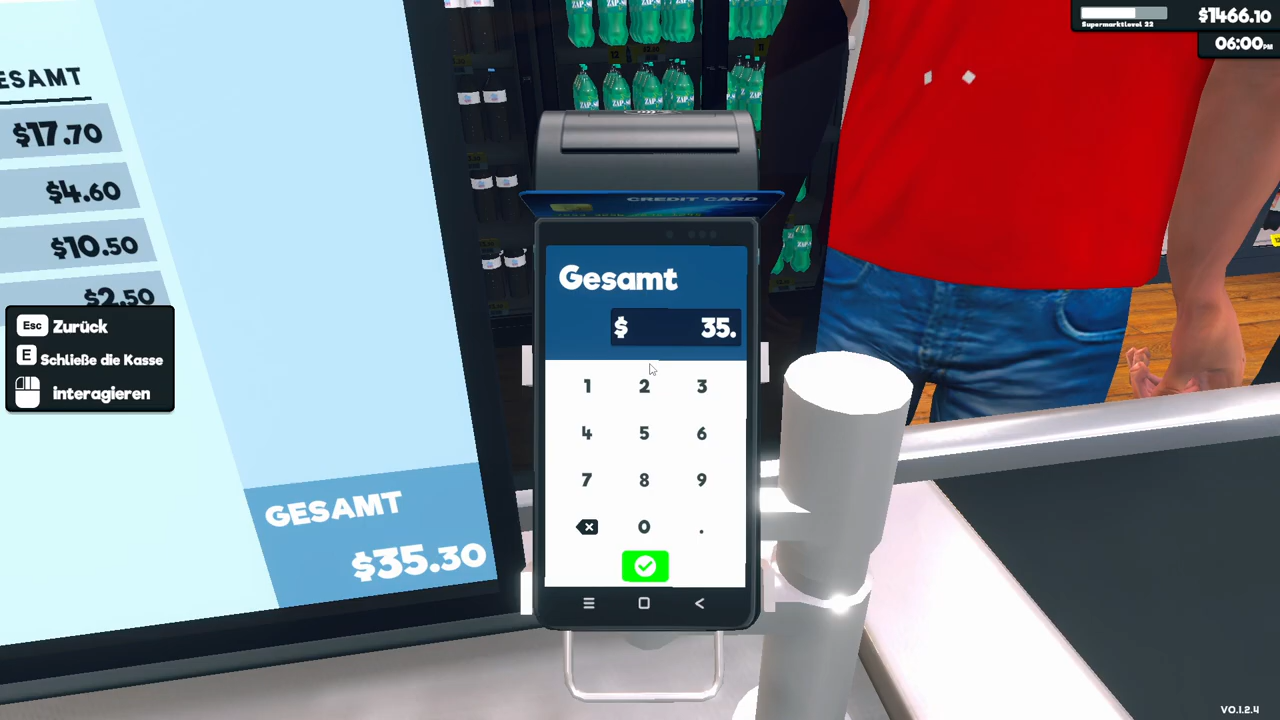 ESAMT
$17.70
$4.60
$10.50
$2.50
Esc Zurück
E Schließe die Kasse
interagieren
GESAMT
$35.30
CREDIT CARD
Gesamt
$ 35.
1 2 3
4 5 6
7 8 9
0 .
$1466.10
Supermarktlevel 22
06:00PM
V0.1.2.4